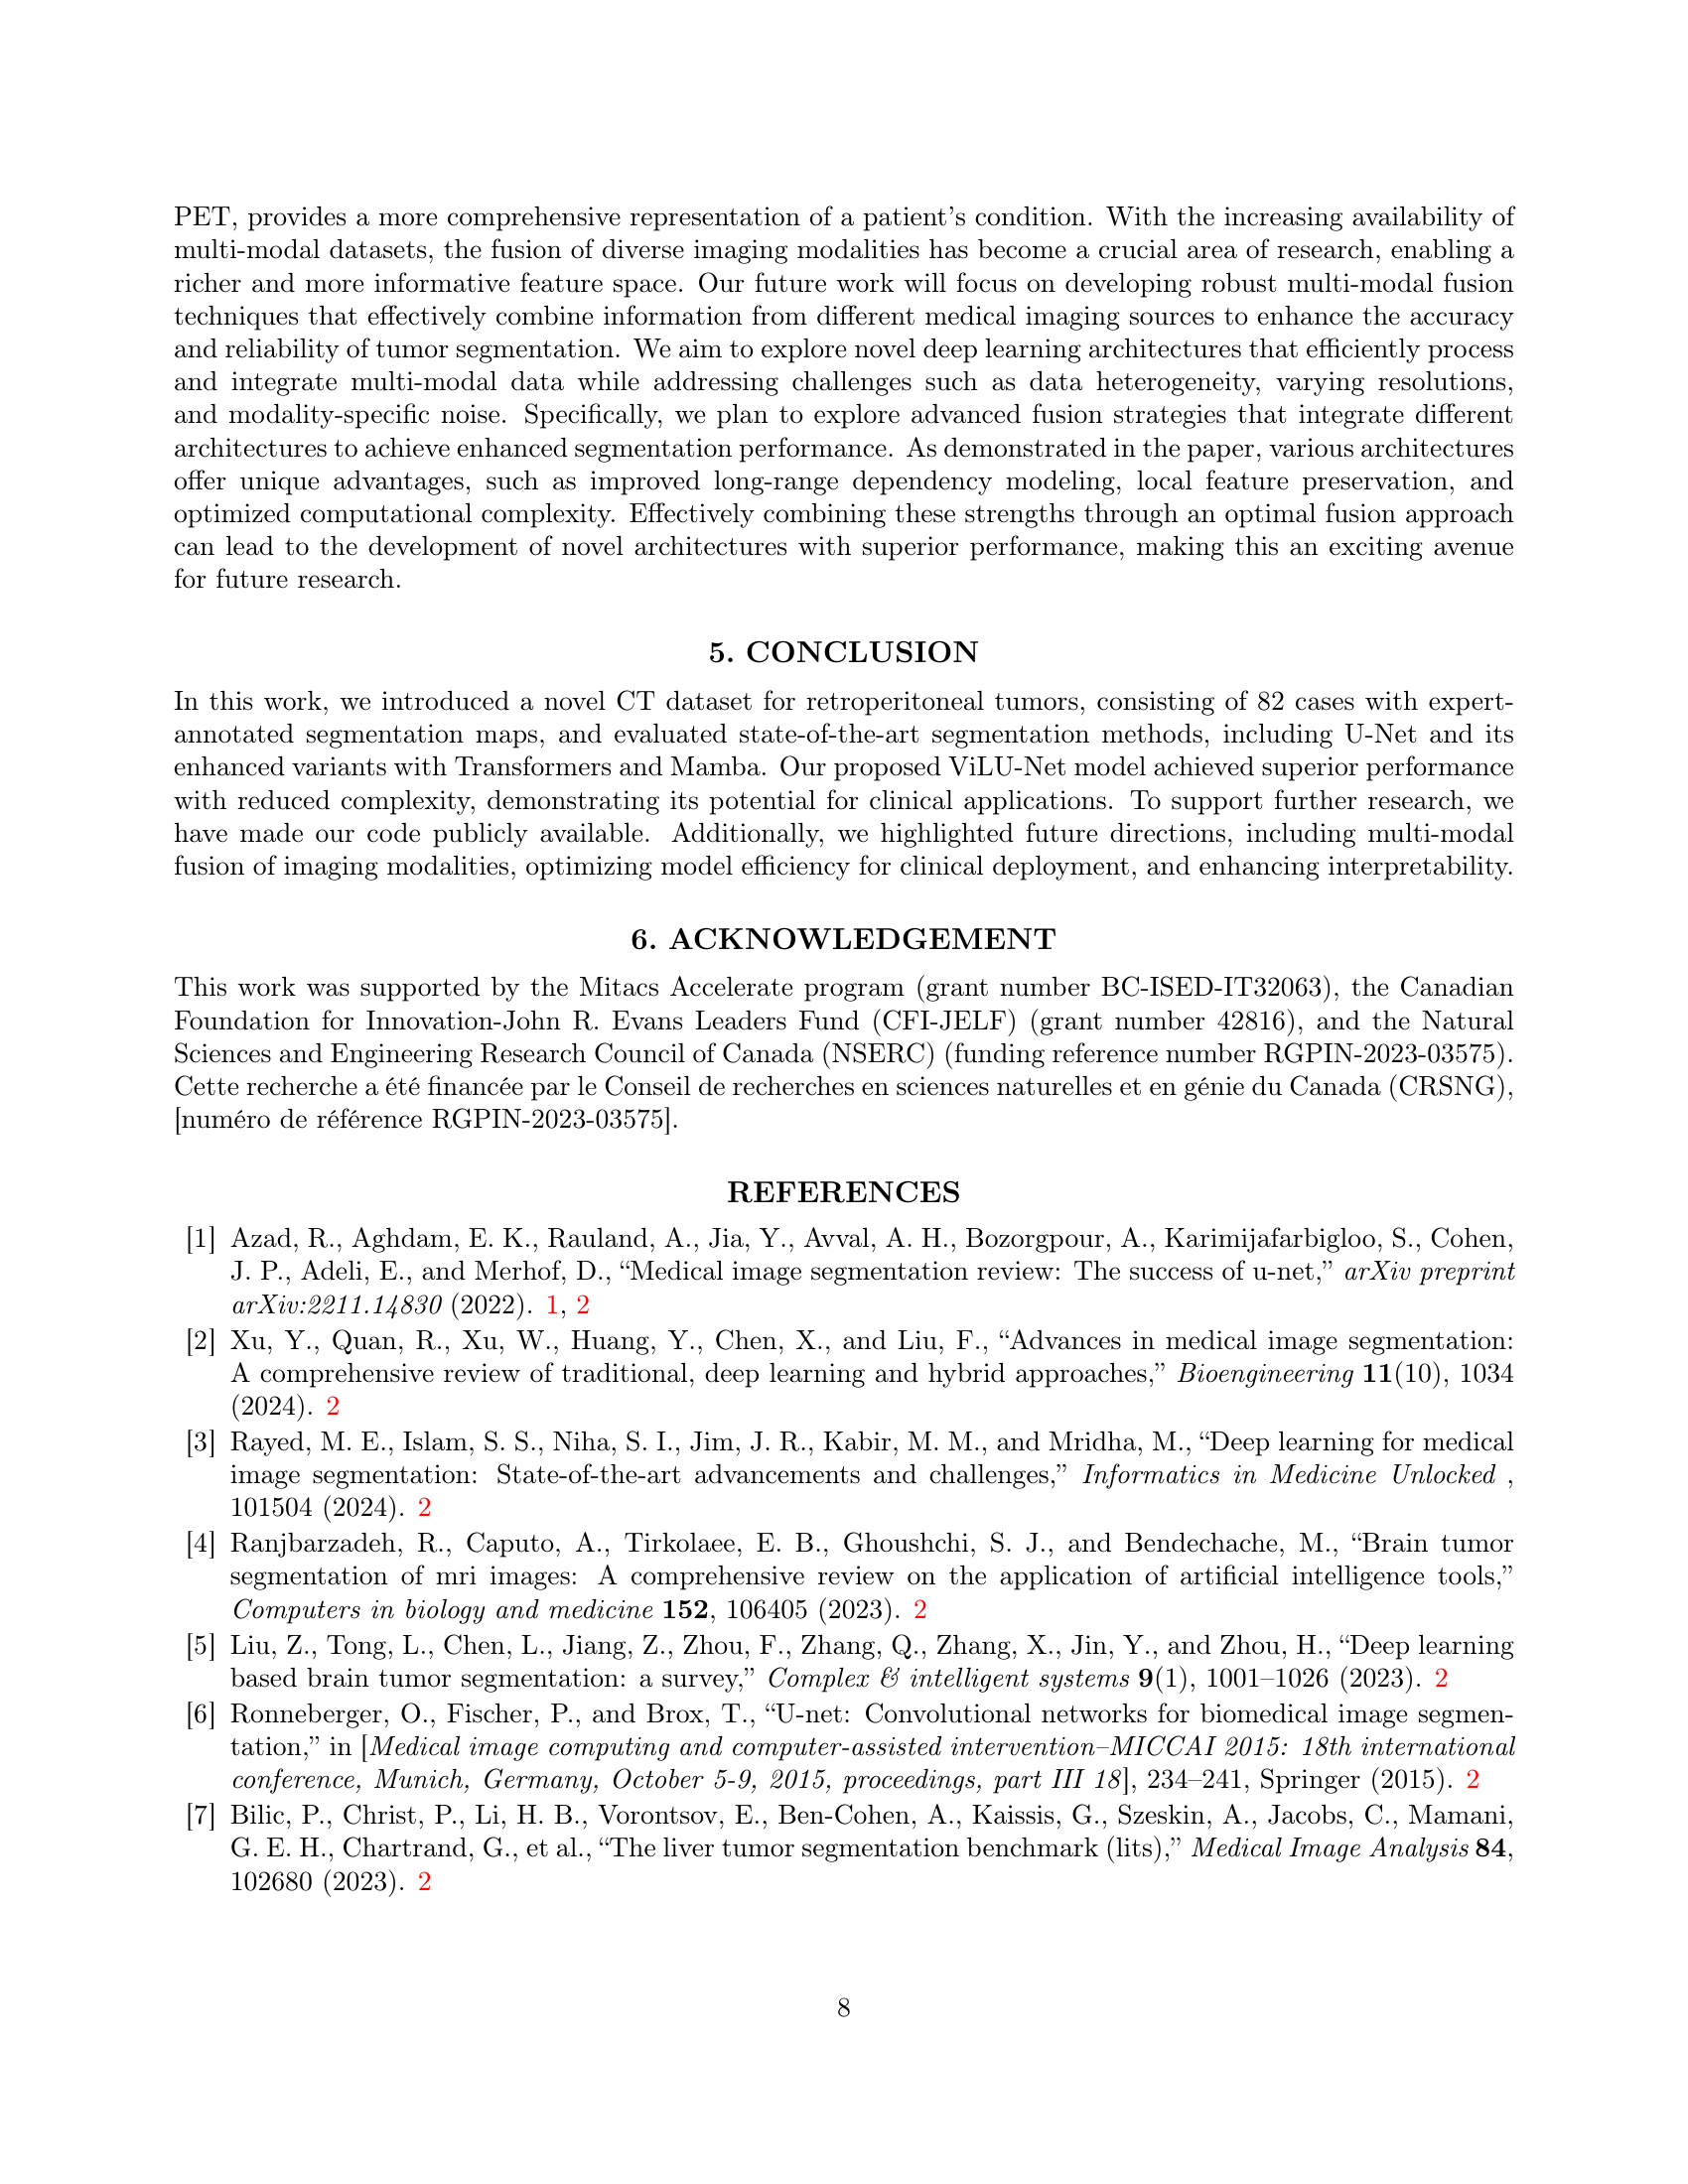 PET, provides a more comprehensive representation of a patient's condition. With the increasing availability of
multi-modal datasets, the fusion of diverse imaging modalities has become a crucial area of research, enabling a
richer and more informative feature space. Our future work will focus on developing robust multi-modal fusion
techniques that effectively combine information from different medical imaging sources to enhance the accuracy
and reliability of tumor segmentation. We aim to explore novel deep learning architectures that efficiently process
and integrate multi-modal data while addressing challenges such as data heterogeneity, varying resolutions,
and modality-specific noise. Specifically, we plan to explore advanced fusion strategies that integrate different
architectures to achieve enhanced segmentation performance. As demonstrated in the paper, various architectures
offer unique advantages, such as improved long-range dependency modeling, local feature preservation, and
optimized computational complexity. Effectively combining these strengths through an optimal fusion approach
can lead to the development of novel architectures with superior performance, making this an exciting avenue
for future research.
5. CONCLUSION
In this work, we introduced a novel CT dataset for retroperitoneal tumors, consisting of 82 cases with expert-
annotated segmentation maps, and evaluated state-of-the-art segmentation methods, including U-Net and its
enhanced variants with Transformers and Mamba. Our proposed ViLU-Net model achieved superior performance
with reduced complexity, demonstrating its potential for clinical applications. To support further research, we
have made our code publicly available. Additionally, we highlighted future directions, including multi-modal
fusion of imaging modalities, optimizing model efficiency for clinical deployment, and enhancing interpretability.
6. ACKNOWLEDGEMENT
This work was supported by the Mitacs Accelerate program (grant number BC-ISED-IT32063), the Canadian
Foundation for Innovation-John R. Evans Leaders Fund (CFI-JELF) (grant number 42816), and the Natural
Sciences and Engineering Research Council of Canada (NSERC) (funding reference number RGPIN-2023-03575).
Cette recherche a été financée par le Conseil de recherches en sciences naturelles et en génie du Canada (CRSNG),
[numéro de référence RGPIN-2023-03575].
REFERENCES
[1] Azad, R., Aghdam, E. K., Rauland, A., Jia, Y., Avval, A. H., Bozorgpour, A., Karimijafarbigloo, S., Cohen,
J. P., Adeli, E., and Merhof, D., “Medical image segmentation review: The success of u-net,” arXiv preprint
arXiv:2211.14830 (2022). 1, 2
[2] Xu, Y., Quan, R., Xu, W., Huang, Y., Chen, X., and Liu, F., “Advances in medical image segmentation:
A comprehensive review of traditional, deep learning and hybrid approaches,” Bioengineering 11(10), 1034
(2024). 2
[3] Rayed, M. E., Islam, S. S., Niha, S. I., Jim, J. R., Kabir, M. M., and Mridha, M., “Deep learning for medical
image segmentation: State-of-the-art advancements and challenges,” Informatics in Medicine Unlocked ,
101504 (2024). 2
[4] Ranjbarzadeh, R., Caputo, A., Tirkolaee, E. B., Ghoushchi, S. J., and Bendechache, M., “Brain tumor
segmentation of mri images: A comprehensive review on the application of artificial intelligence tools,”
Computers in biology and medicine 152, 106405 (2023). 2
[5] Liu, Z., Tong, L., Chen, L., Jiang, Z., Zhou, F., Zhang, Q., Zhang, X., Jin, Y., and Zhou, H., “Deep learning
based brain tumor segmentation: a survey,” Complex & intelligent systems 9(1), 1001–1026 (2023). 2
[6] Ronneberger, O., Fischer, P., and Brox, T., “U-net: Convolutional networks for biomedical image segmen-
tation,” in [Medical image computing and computer-assisted intervention–MICCAI 2015: 18th international
conference, Munich, Germany, October 5-9, 2015, proceedings, part III 18], 234–241, Springer (2015). 2
[7] Bilic, P., Christ, P., Li, H. B., Vorontsov, E., Ben-Cohen, A., Kaissis, G., Szeskin, A., Jacobs, C., Mamani,
G. E. H., Chartrand, G., et al., “The liver tumor segmentation benchmark (lits),” Medical Image Analysis 84,
102680 (2023). 2
8